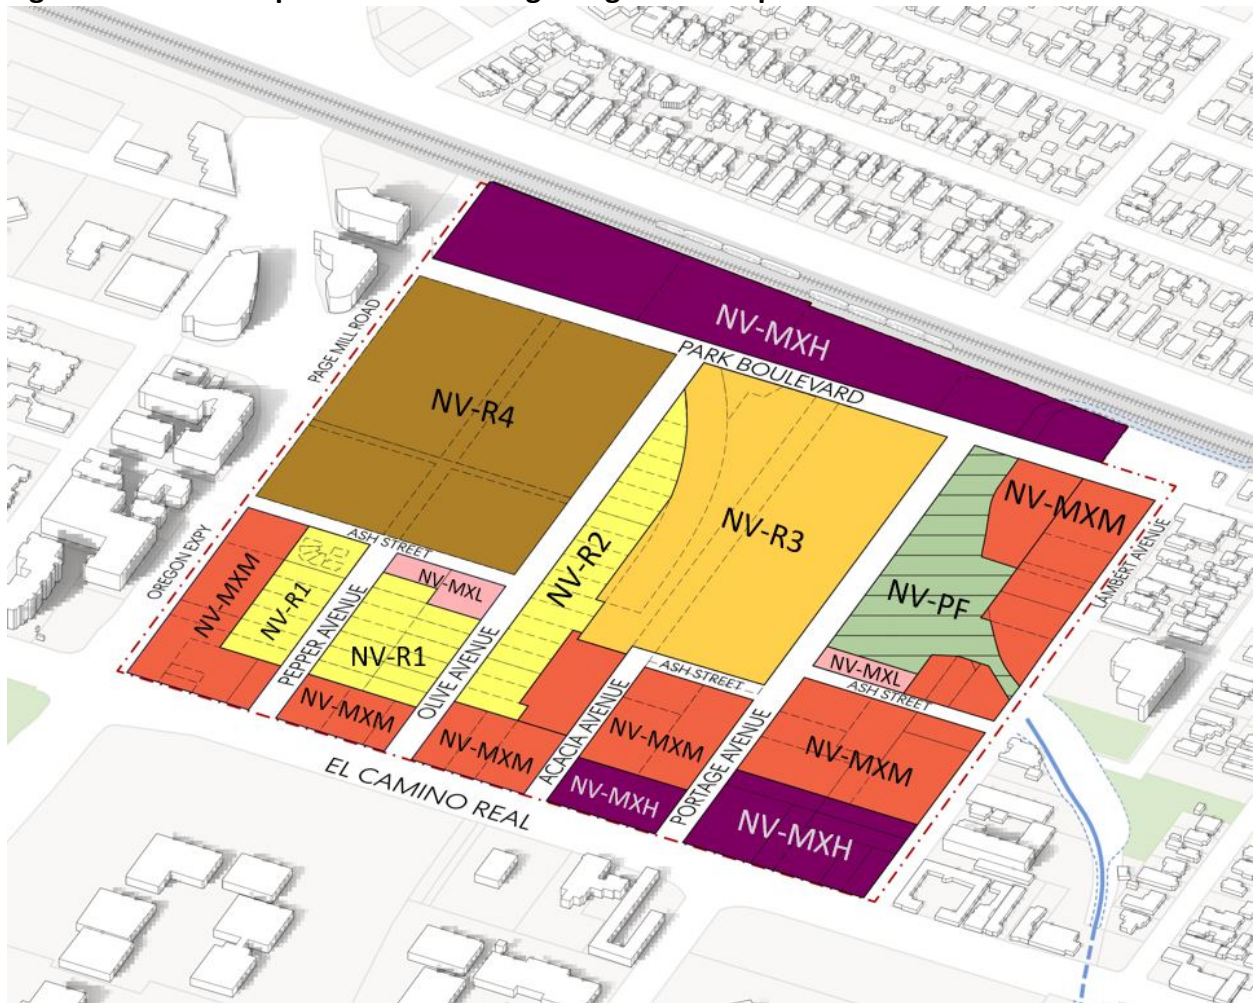 NV-MXH
PARK BOULEVARD
PAGE MILL ROAD
NV-R4
NV-R3
NV-R2
NV-MXM
LAMBERT AVENUE
NV-PF
OREGON EXPY
ASH STREET
NV-MXM
NV-R1
NV-MXL
PEPPER AVENUE
NV-R1
OLIVE AVENUE
NV-MXL
ASH STREET
ASH STREET
NV-MXM
NV-MXM
ACACIA AVENUE
NV-MXM
PORTAGE AVENUE
NV-MXM
EL CAMINO REAL
NV-MXH
NV-MXH